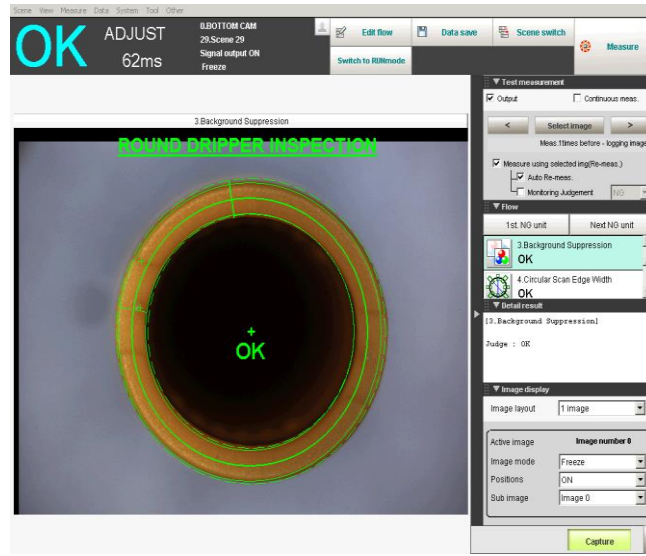 Scene View Measure Data System Tool Other
OK
ADJUST
62ms
0.BOTTOM CAM
29.Scene 29
Signal output ON
Freeze
Edit flow
Data save
Scene switch
Switch to RUNmode
Measure
Test measurement
Output
Continuous meas.
<
Select image
>
Meas.1times before - logging image
Measure using selected img(Re-meas.)
Auto Re-meas.
Monitoring Judgement
NG
Flow
1st. NG unit
Next NG unit
3.Background Suppression
OK
4.Circular Scan Edge Width
OK
Detail result
[3.Background Suppression]
Judge : OK
Image display
Image layout
1 image
Active image
Image number 0
Image mode
Freeze
Positions
ON
Sub image
Image 0
Capture
3.Background Suppression
ROUND DRIPPER INSPECTION
OK